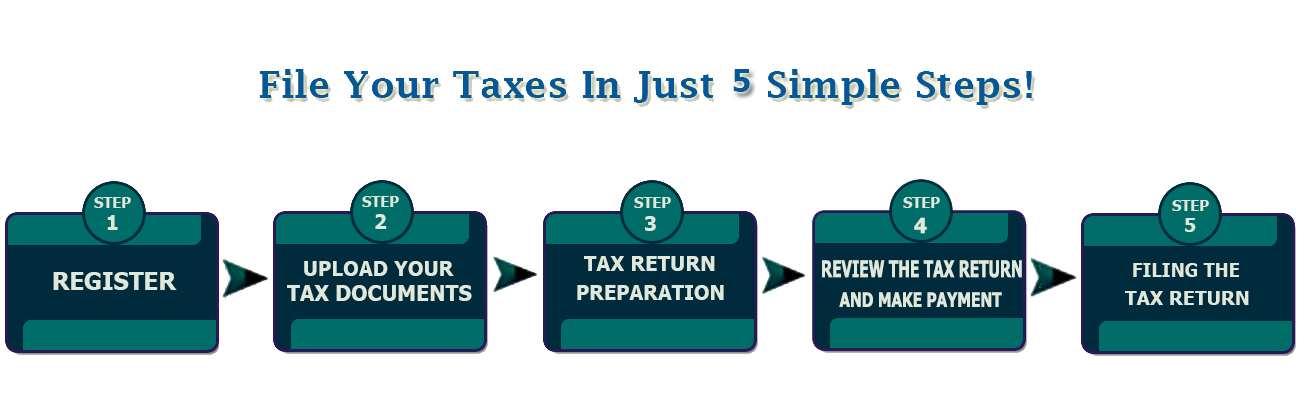 File Your Taxes In Just 5 Simple Steps!
STEP
1
REGISTER
STEP
2
UPLOAD YOUR
TAX DOCUMENTS
STEP
3
TAX RETURN
PREPARATION
STEP
4
REVIEW THE TAX RETURN
AND MAKE PAYMENT
STEP
5
FILING THE
TAX RETURN